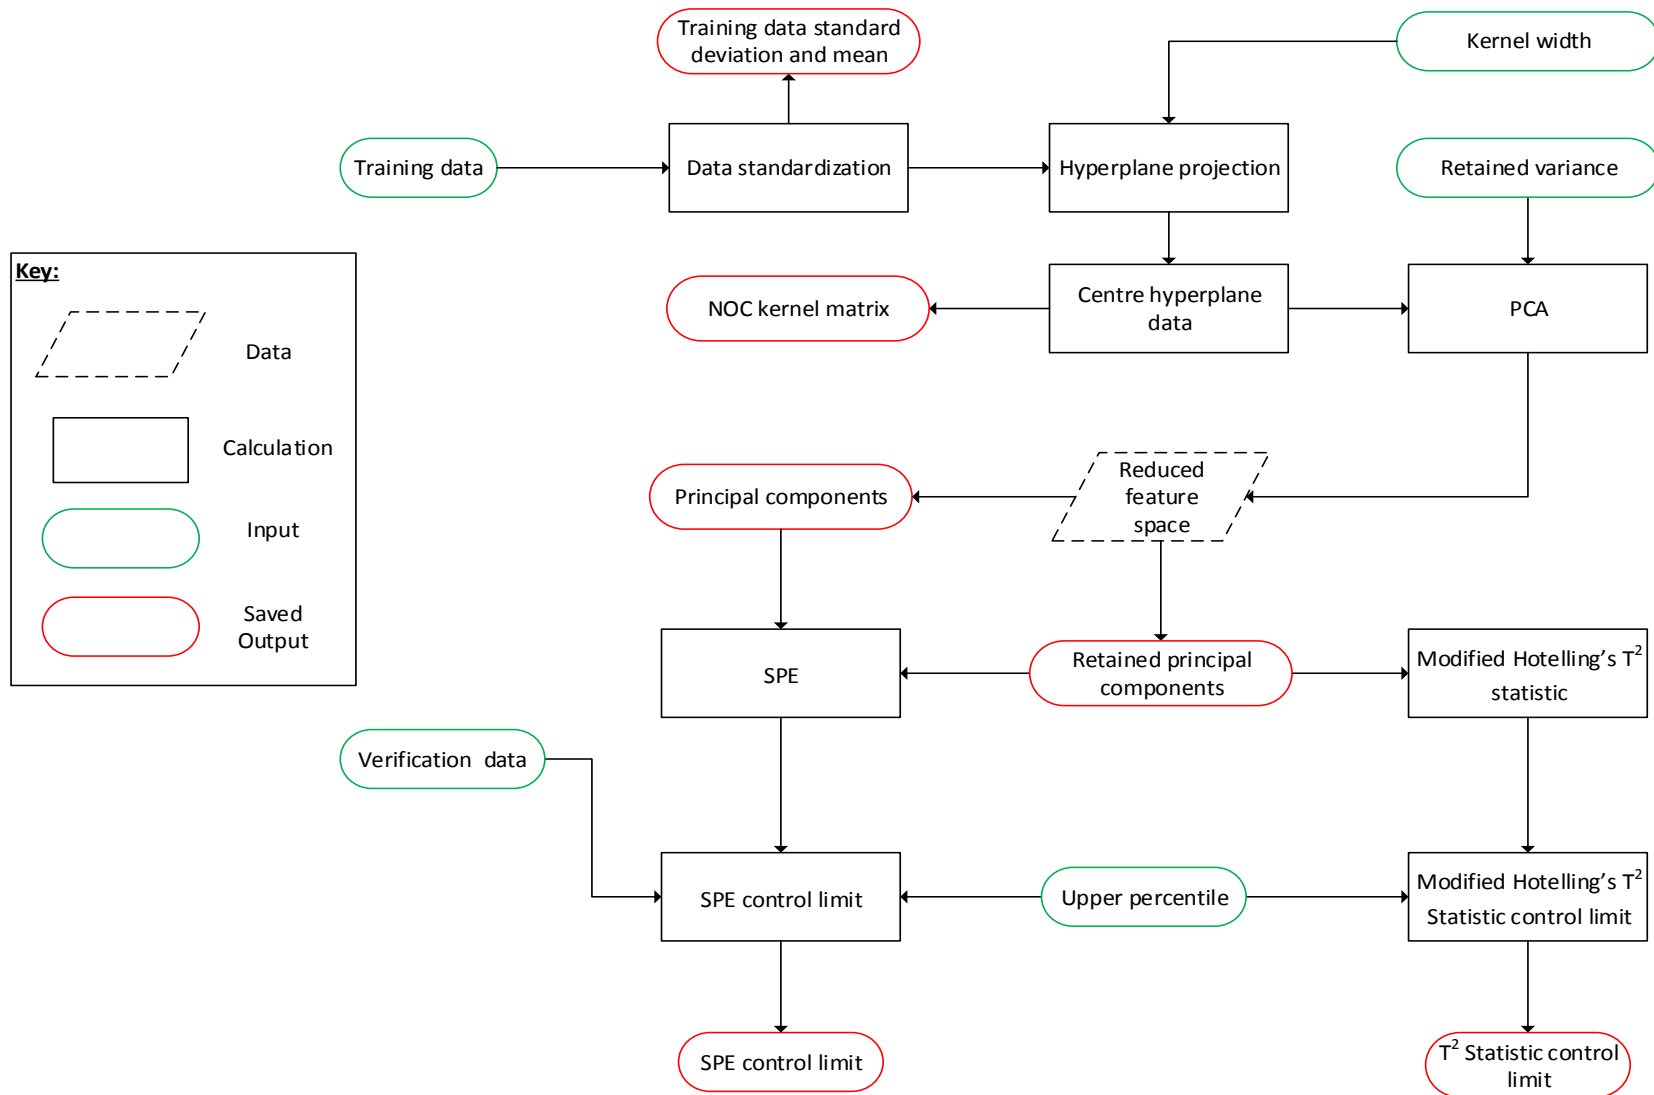 Training data standard
deviation and mean
Kernel width
Training data
Data standardization
Hyperplane projection
Retained variance
Key:
Data
Calculation
Input
Saved
Output
NOC kernel matrix
Centre hyperplane
data
PCA
Principal components
Reduced
feature
space
SPE
Retained principal
components
Modified Hotelling’s T²
statistic
Verification data
SPE control limit
Upper percentile
Modified Hotelling’s T²
Statistic control limit
SPE control limit
T² Statistic control
limit